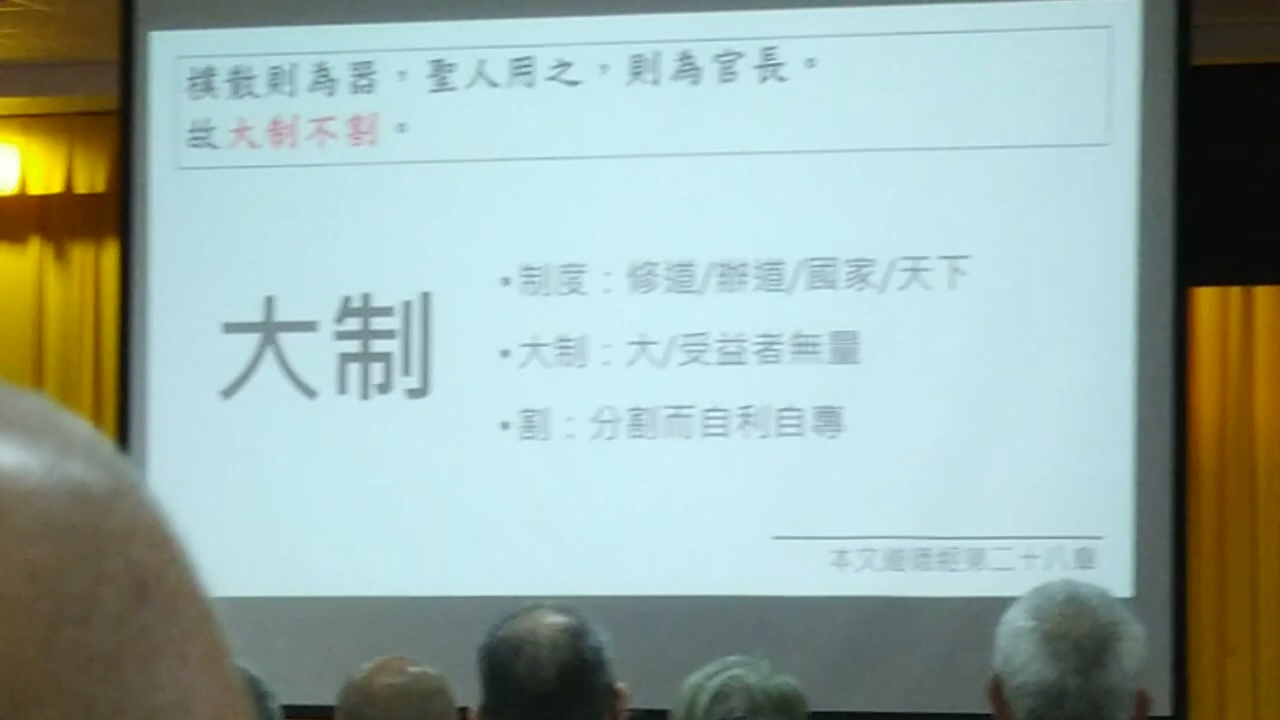 樸散則為器，聖人用之，則為官長。
故大制不割。
大制
•制度：修道/辦道/國家/天下
•大制：大/受益者無量
•割：分割而自利自專
本文道德經第二十八章